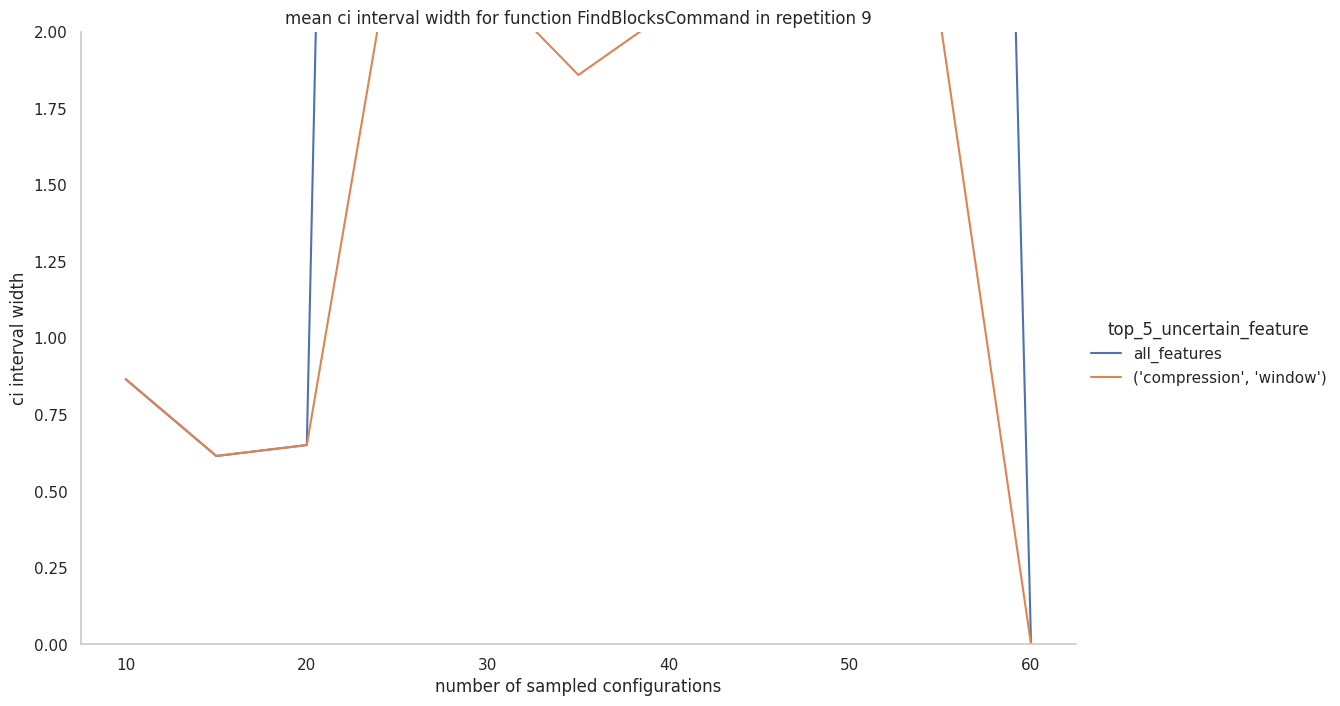 mean ci interval width for function FindBlocksCommand in repetition 9
2.00
1.75
1.50
1.25
1.00
0.75
0.50
0.25
0.00
ci interval width
10
20
30
40
50
60
number of sampled configurations
top_5_uncertain_feature
all_features
('compression', 'window')